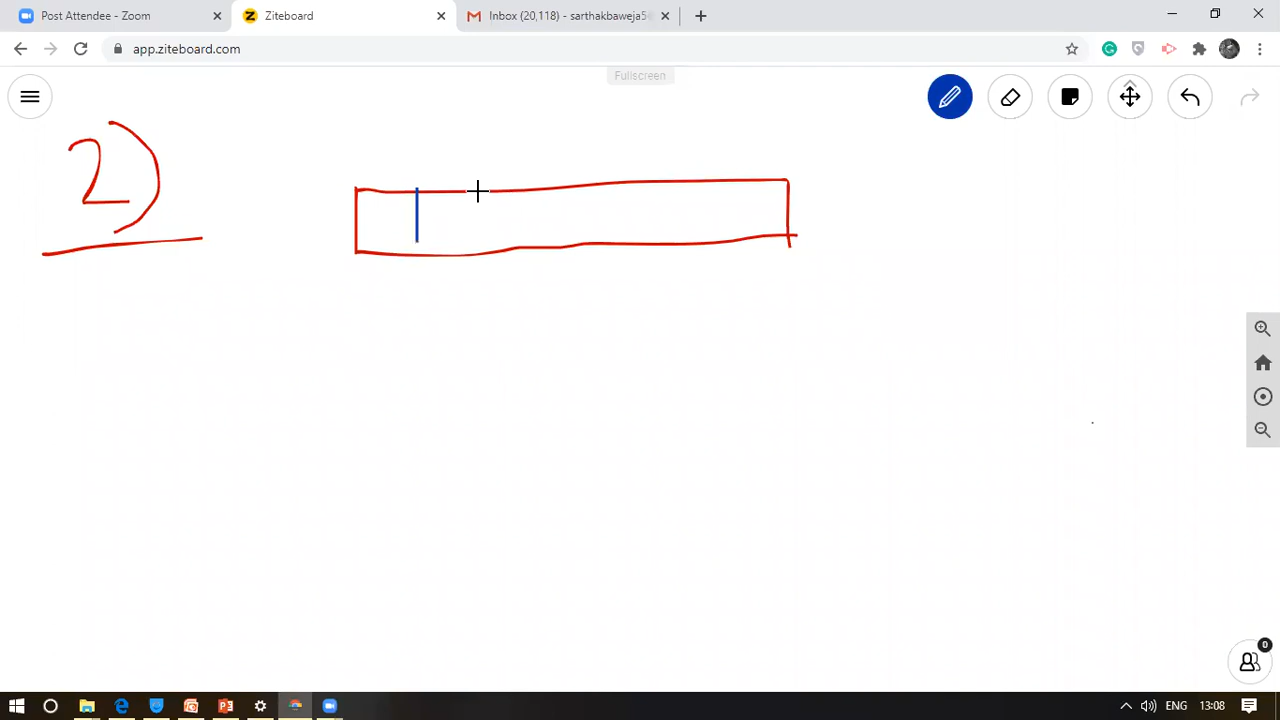 Post Attendee - Zoom
Ziteboard
Inbox (20,118) - sarthakbaweja5
app.ziteboard.com
Fullscreen
2)
0
ENG
13:08